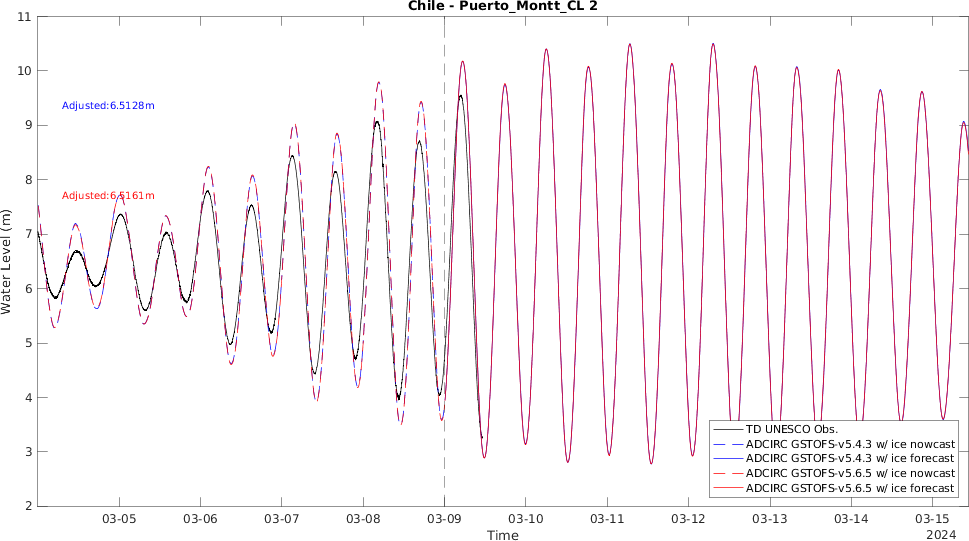 Chile - Puerto_Montt_CL 2
11
10
9
8
7
6
5
4
3
2
Water Level (m)
Adjusted:6.5128m
Adjusted:6.5161m
TD UNESCO Obs.
ADCIRC GSTOFS-v5.4.3 w/ ice nowcast
ADCIRC GSTOFS-v5.4.3 w/ ice forecast
ADCIRC GSTOFS-v5.6.5 w/ ice nowcast
ADCIRC GSTOFS-v5.6.5 w/ ice forecast
03-05 03-06 03-07 03-08 03-09 03-10 03-11 03-12 03-13 03-14 03-15
Time
2024